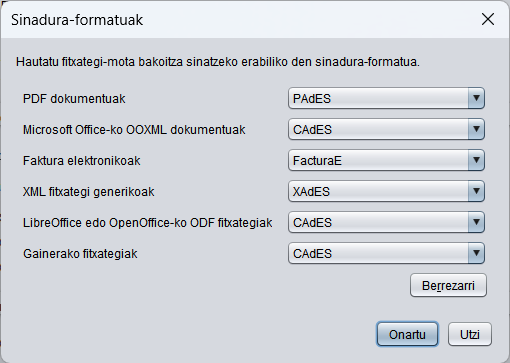 Sinadura-formatuak
Hautatu fitxategi-mota bakoitza sinatzeko erabiliko den sinadura-formatua.
PDF dokumentuak PAdES
Microsoft Office-ko OOXML dokumentuak CAdES
Faktura elektronikoak FacturaE
XML fitxategi generikoak XAdES
LibreOffice edo OpenOffice-ko ODF fitxategiak CAdES
Gainerako fitxategiak CAdES
Berrezarri
Onartu Utzi